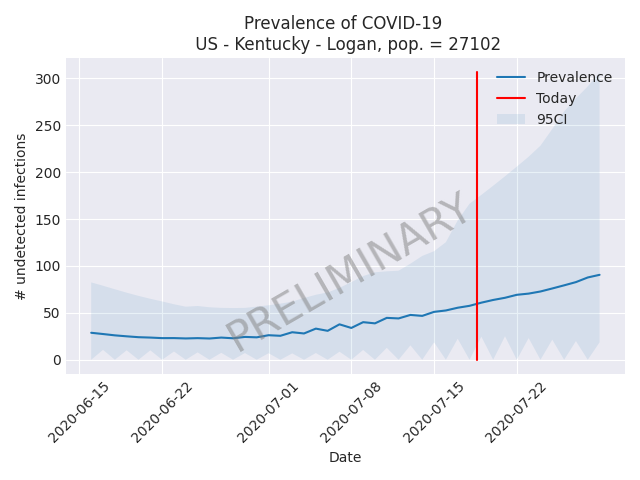 Prevalence of COVID-19
US - Kentucky - Logan, pop. = 27102
Prevalence
Today
95CI
PRELIMINARY
# undetected infections
300
250
200
150
100
50
0
2020-06-15
2020-06-22
2020-07-01
2020-07-08
2020-07-15
2020-07-22
Date